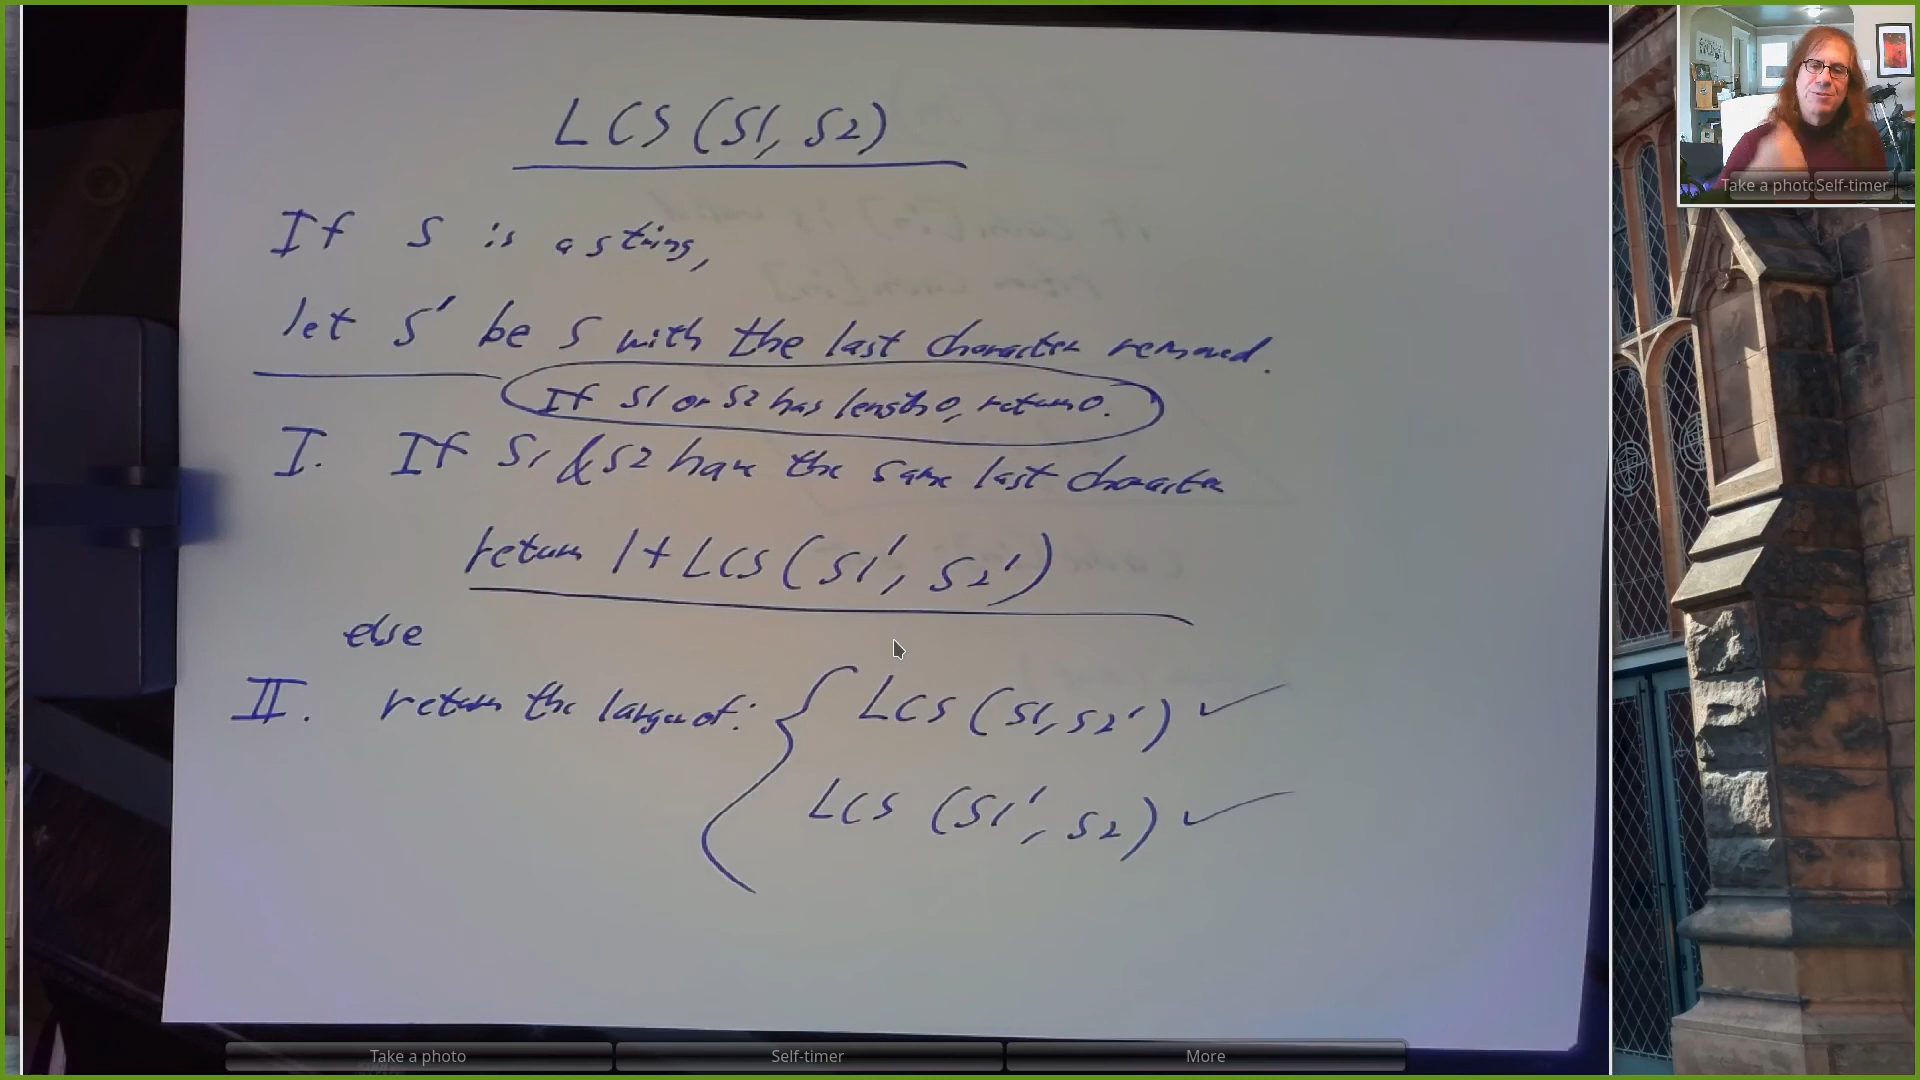 LCS (S1, S2)
If S is a string,
let S' be S with the last character removed.
If S1 or S2 has length 0, return 0.
I. If S1 & S2 have the same last character
return 1 + LCS (S1', S2')
else
II. return the larger of: LCS (S1, S2') ✓
LCS (S1', S2) ✓
Take a photo Self-timer More
Take a photo Self-timer